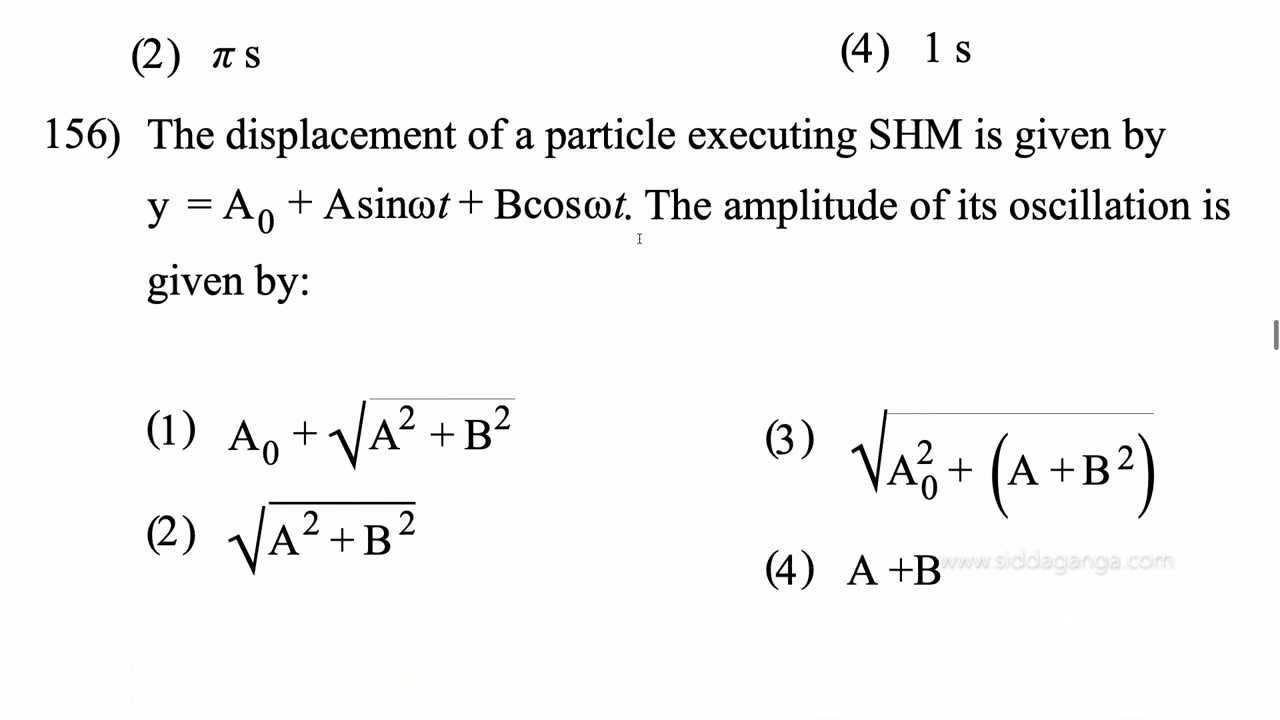 (2) π s (4) 1 s
156) The displacement of a particle executing SHM is given by
y = A₀ + Asinωt + Bcosωt. The amplitude of its oscillation is
given by:
(1) A₀ + √(A² + B²)
(2) √(A² + B²)
(3) √(A₀² + (A + B²))
(4) A +B
www.siddaganga.com